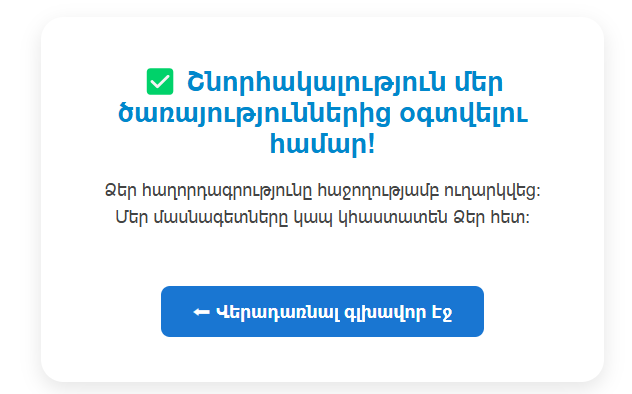 ✅ Շնորհակալություն մեր
ծառայություններից օգտվելու
համար!
Ձեր հաղորդագրությունը հաջողությամբ ուղարկվեց:
Մեր մասնագետները կապ կհաստատեն Ձեր հետ:
⬅ Վերադառնալ գլխավոր էջ